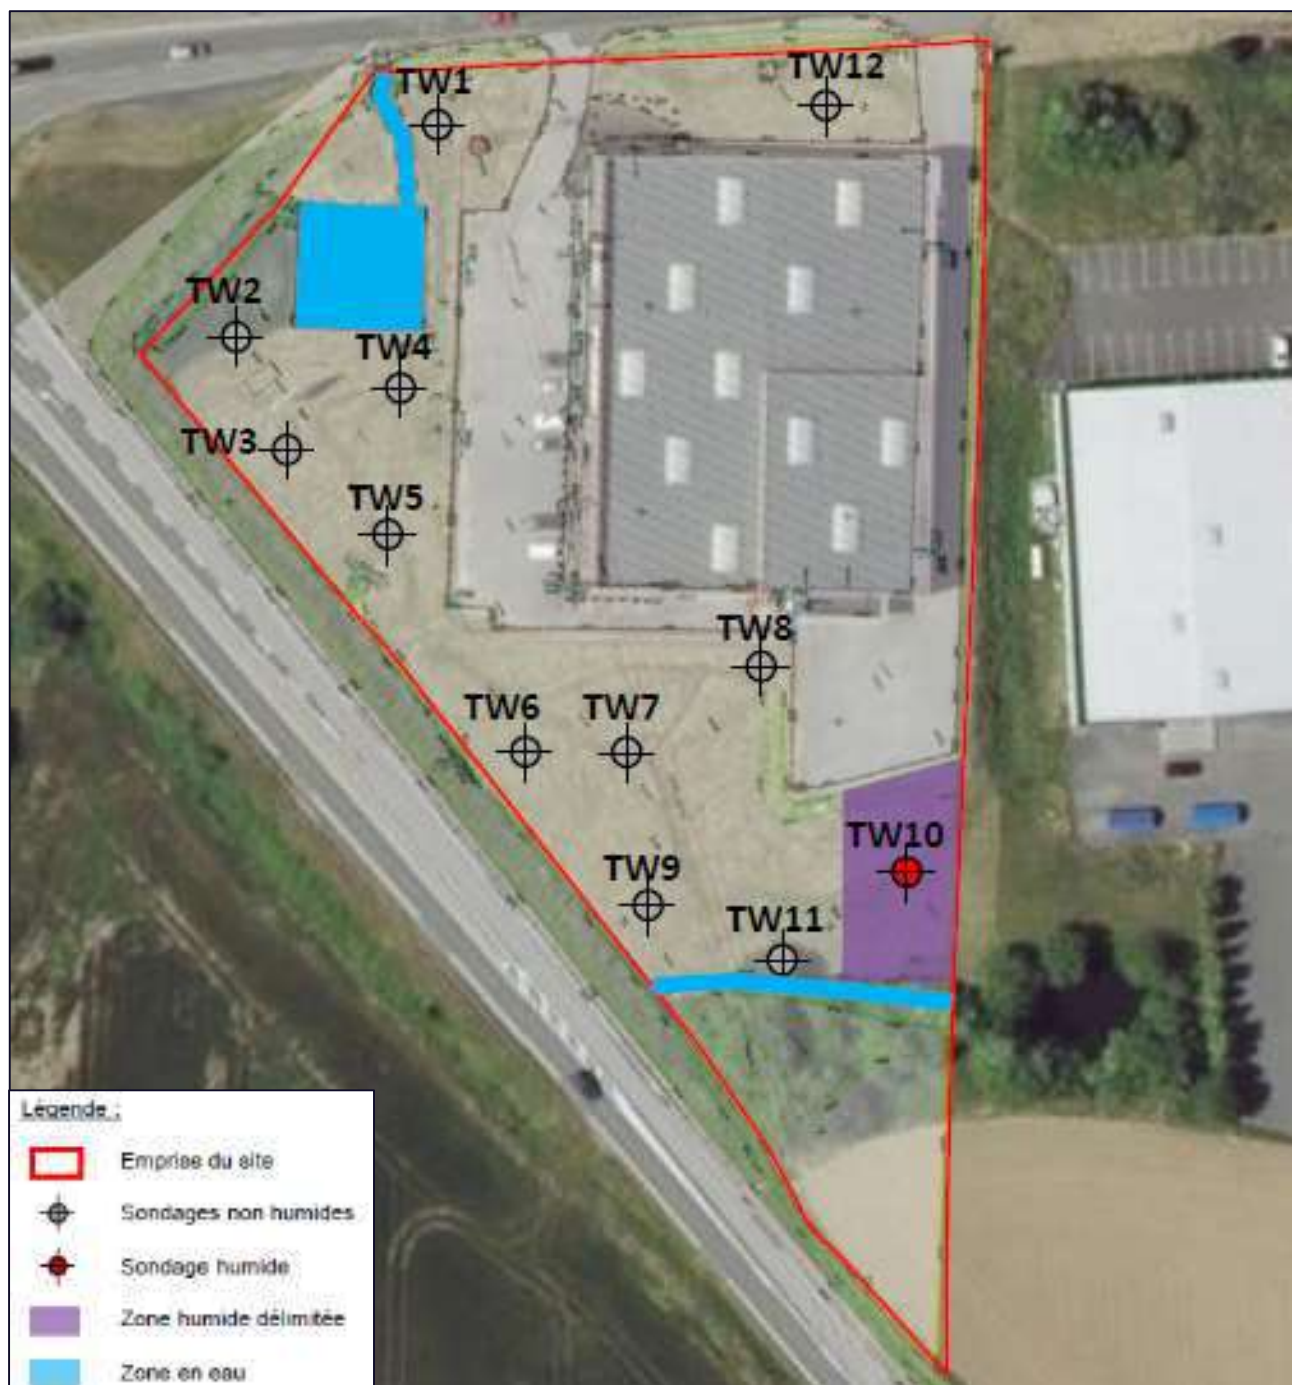 TW1
TW12
TW2
TW4
TW3
TW5
TW8
TW6
TW7
TW10
TW9
TW11
Légende :
Emprise du site
Sondages non humides
Sondage humide
Zone humide délimitée
Zone en eau